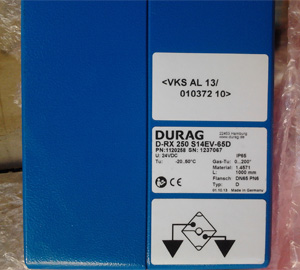 <VKS AL 13/
010372 10>
DURAG
22453 Hamburg
www.durag.de
D-RX 250 S14EV-65D
PN:1120258 SN: 1237067
U: 24VDC IP65
Tu: -20..50°C Gas-Tu: 0...200°
Material: 1.4571
L: 1000 mm
Flansch: DN65 PN6
Typ: D
Made in Germany